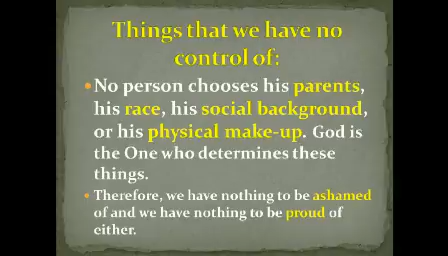 Things that we have no
control of:
•No person chooses his parents,
his race, his social background,
or his physical make-up. God is
the One who determines these
things.
• Therefore, we have nothing to be ashamed
of and we have nothing to be proud of
either.